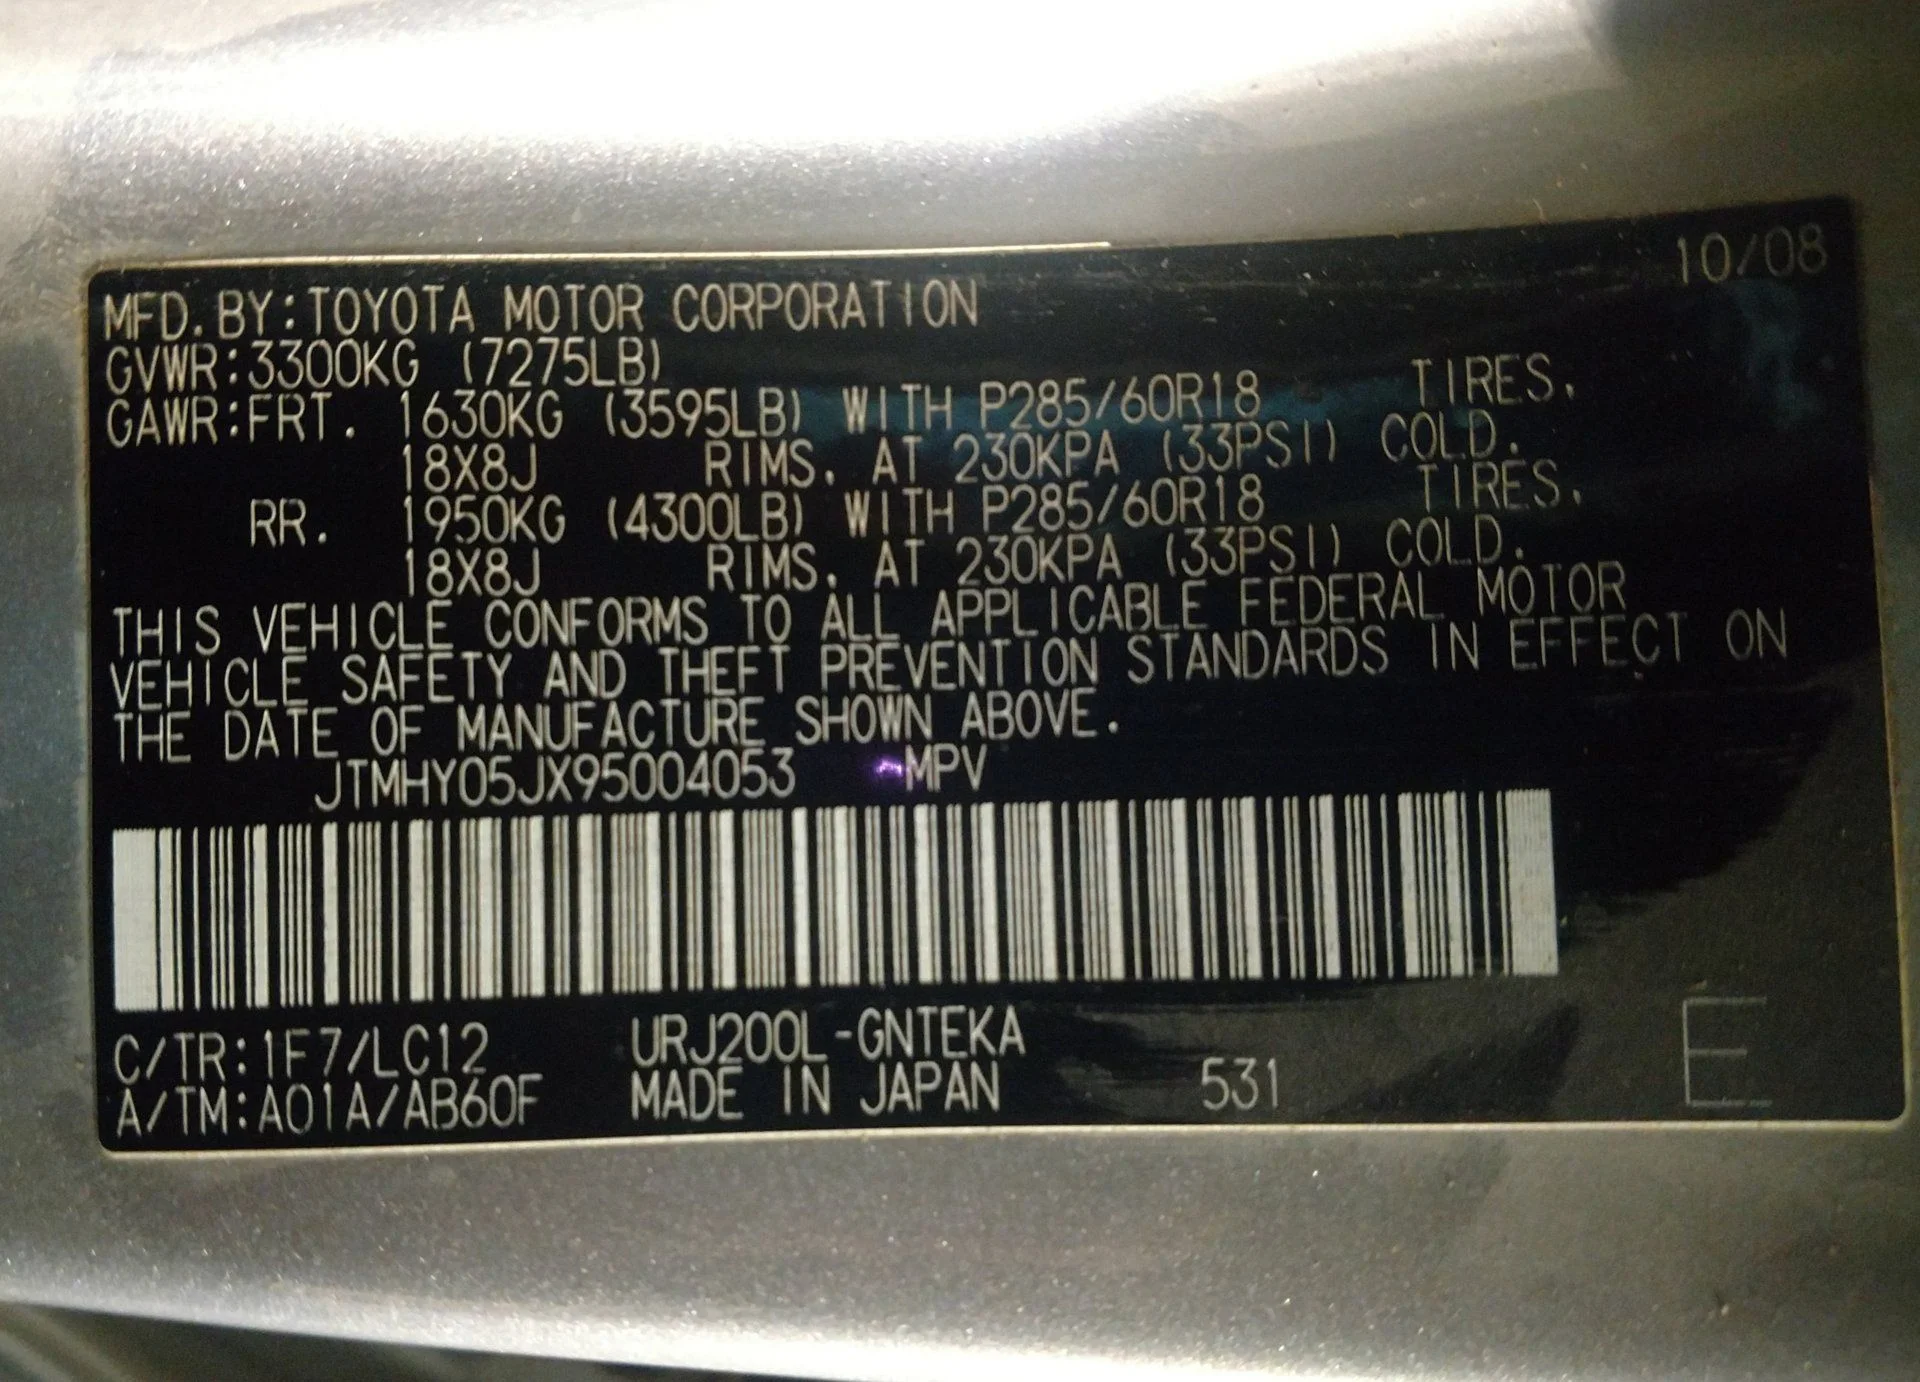 10/08
MFD. BY: TOYOTA MOTOR CORPORATION
GVWR: 3300KG (7275LB)
GAWR: FRT. 1630KG (3595LB) WITH P285/60R18 TIRES.
18X8J RIMS. AT 230KPA (33PSI) COLD.
RR. 1950KG (4300LB) WITH P285/60R18 TIRES.
18X8J RIMS. AT 230KPA (33PSI) COLD.
THIS VEHICLE CONFORMS TO ALL APPLICABLE FEDERAL MOTOR
VEHICLE SAFETY AND THEFT PREVENTION STANDARDS IN EFFECT ON
THE DATE OF MANUFACTURE SHOWN ABOVE.
JTMHY05JX95004053 MPV
C/TR: 1F7/LC12 URJ200L-GNTEKA
A/TM: A01A/AB60F MADE IN JAPAN 531 E